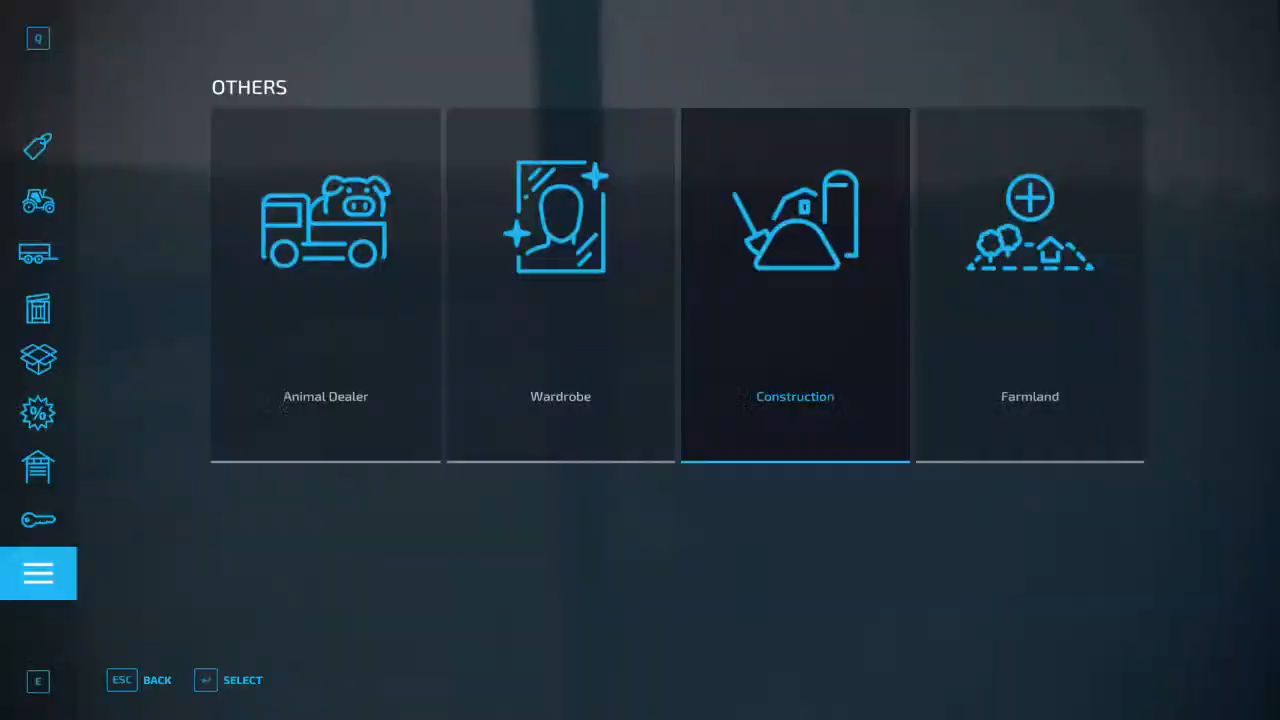 Q
OTHERS
Animal Dealer
Wardrobe
Construction
Farmland
%
E
ESC BACK
SELECT